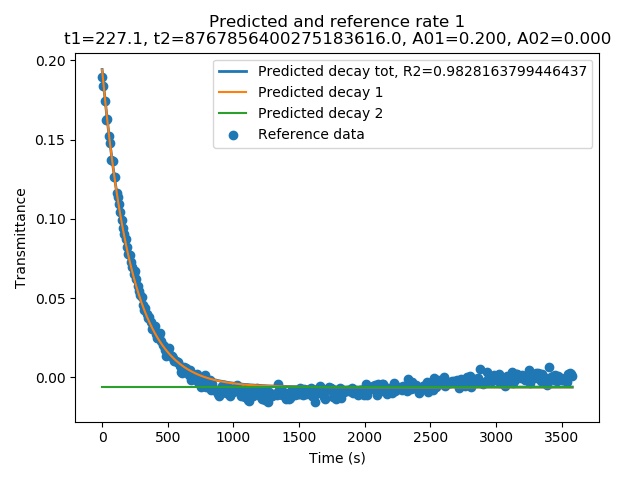 Predicted and reference rate 1
t1=227.1, t2=8767856400275183616.0, A01=0.200, A02=0.000
0.20
Predicted decay tot, R2=0.9828163799446437
Predicted decay 1
Predicted decay 2
Reference data
0.15
0.10
0.05
0.00
Transmittance
0 500 1000 1500 2000 2500 3000 3500
Time (s)